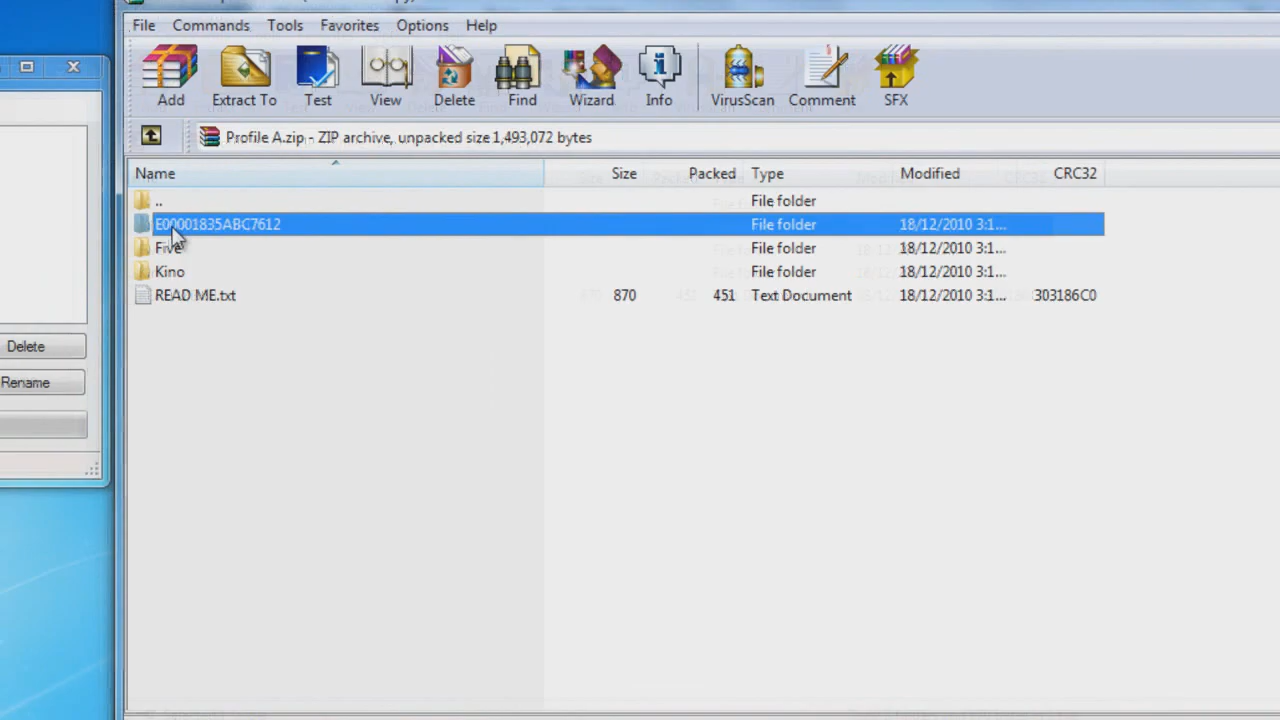 File Commands Tools Favorites Options Help
Add Extract To Test View Delete Find Wizard Info VirusScan Comment SFX
Profile A.zip - ZIP archive, unpacked size 1,493,072 bytes
Name Size Packed Type Modified CRC32
.. File folder
E00001835ABC7612 File folder 18/12/2010 3:1...
Five File folder 18/12/2010 3:1...
Kino File folder 18/12/2010 3:1...
READ ME.txt 870 451 Text Document 18/12/2010 3:1... 303186C0
Delete
Rename